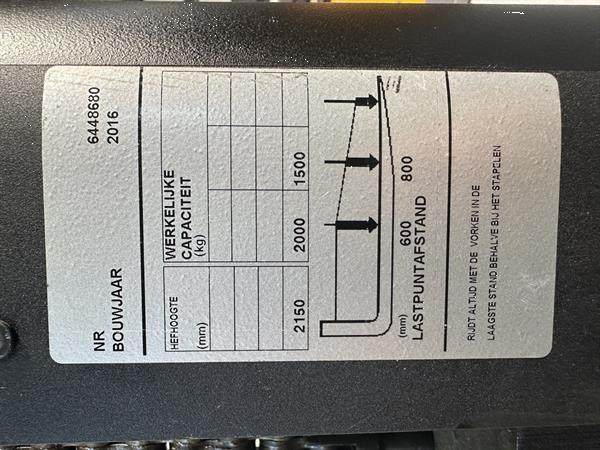 NR 6448680
BOUWJAAR 2016
HEFHOOGTE
(mm)
WERKELIJKE
CAPACITEIT
(kg)
2150 2000 1500
600 800
(mm)
LASTPUNTAFSTAND
RIJDT ALTIJD MET DE VORKEN IN DE
LAAGSTE STAND BEHALVE BIJ HET STAPELEN